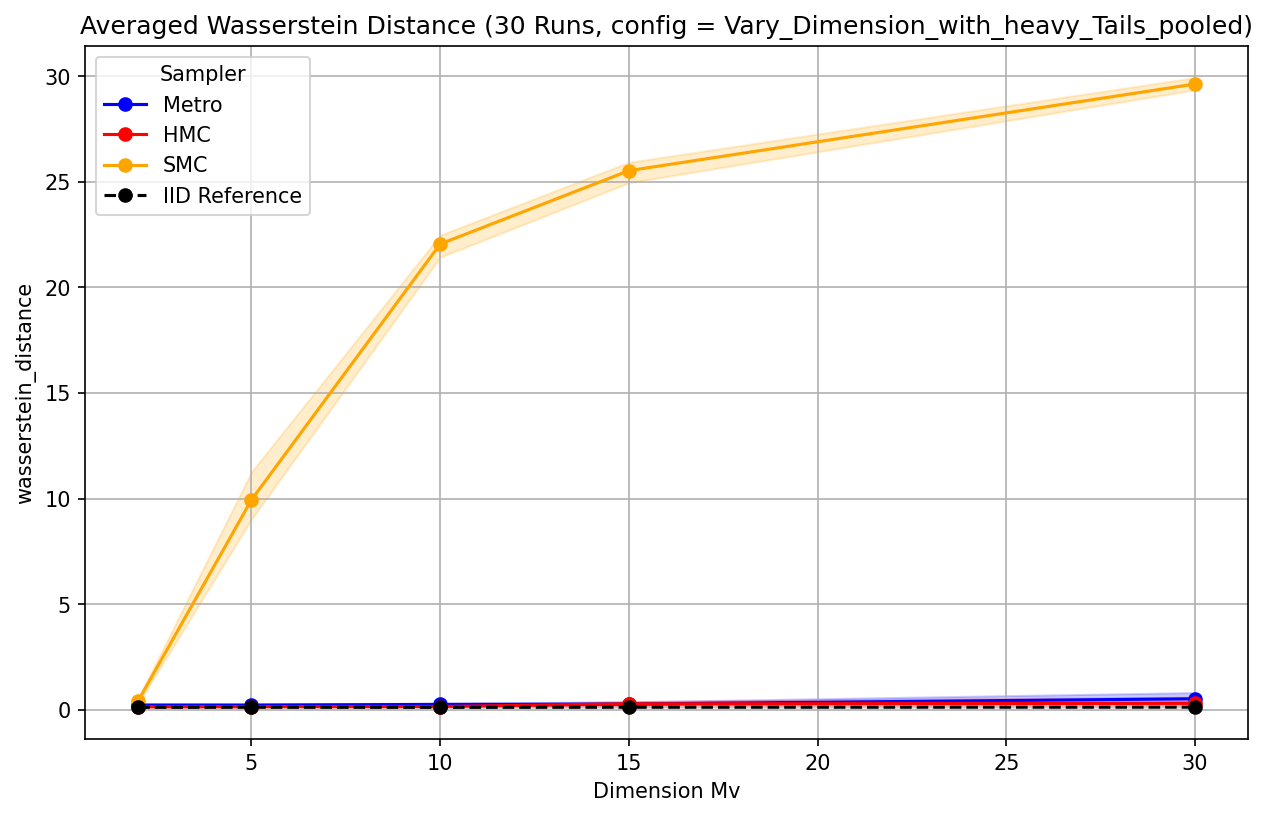 Averaged Wasserstein Distance (30 Runs, config = Vary_Dimension_with_heavy_Tails_pooled)
Sampler
Metro
HMC
SMC
IID Reference
30
25
20
15
10
5
0
wasserstein_distance
5 10 15 20 25 30
Dimension Mv